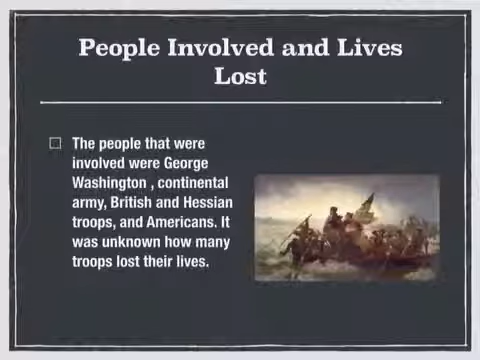 People Involved and Lives
Lost
The people that were
involved were George
Washington , continental
army, British and Hessian
troops, and Americans. It
was unknown how many
troops lost their lives.